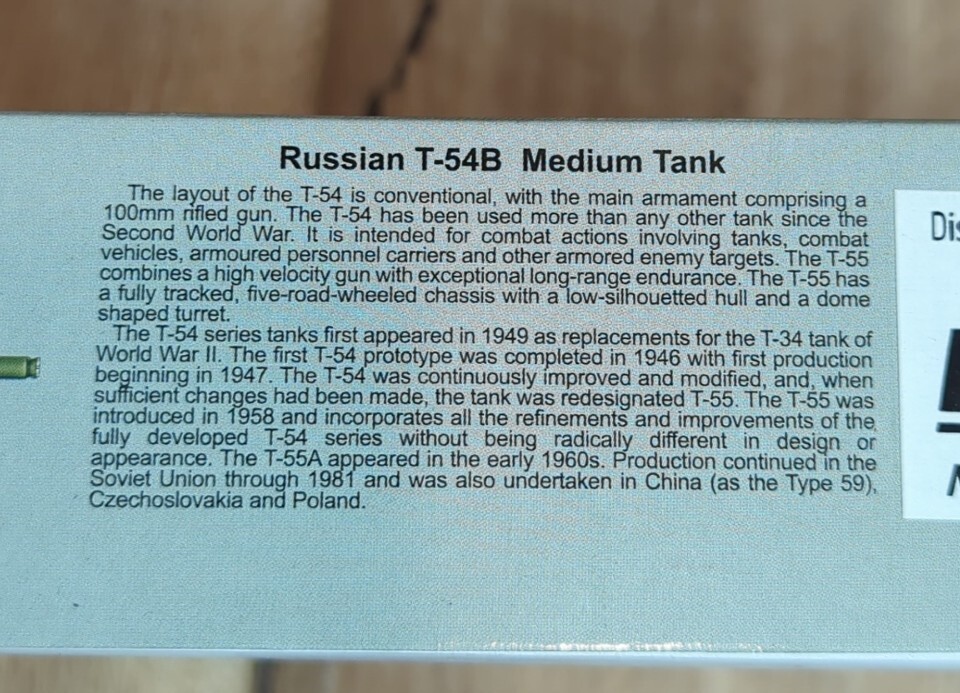 Russian T-54B Medium Tank
The layout of the T-54 is conventional, with the main armament comprising a
100mm rifled gun. The T-54 has been used more than any other tank since the
Second World War. It is intended for combat actions involving tanks, combat
vehicles, armoured personnel carriers and other armored enemy targets. The T-55
combines a high velocity gun with exceptional long-range endurance. The T-55 has
a fully tracked, five-road-wheeled chassis with a low-silhouetted hull and a dome
shaped turret.
The T-54 series tanks first appeared in 1949 as replacements for the T-34 tank of
World War II. The first T-54 prototype was completed in 1946 with first production
beginning in 1947. The T-54 was continuously improved and modified, and, when
sufficient changes had been made, the tank was redesignated T-55. The T-55 was
introduced in 1958 and incorporates all the refinements and improvements of the
fully developed T-54 series without being radically different in design or
appearance. The T-55A appeared in the early 1960s. Production continued in the
Soviet Union through 1981 and was also undertaken in China (as the Type 59),
Czechoslovakia and Poland.